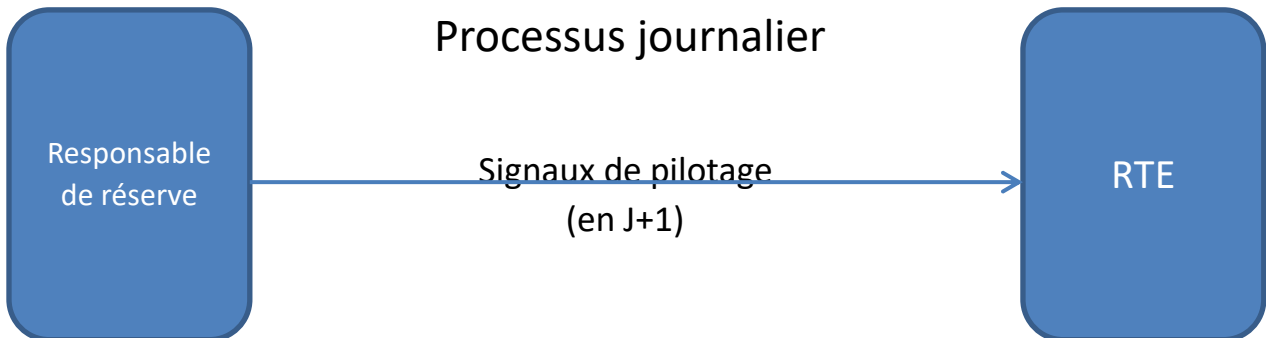 Processus journalier
Responsable
de réserve
Signaux de pilotage
(en J+1)
RTE